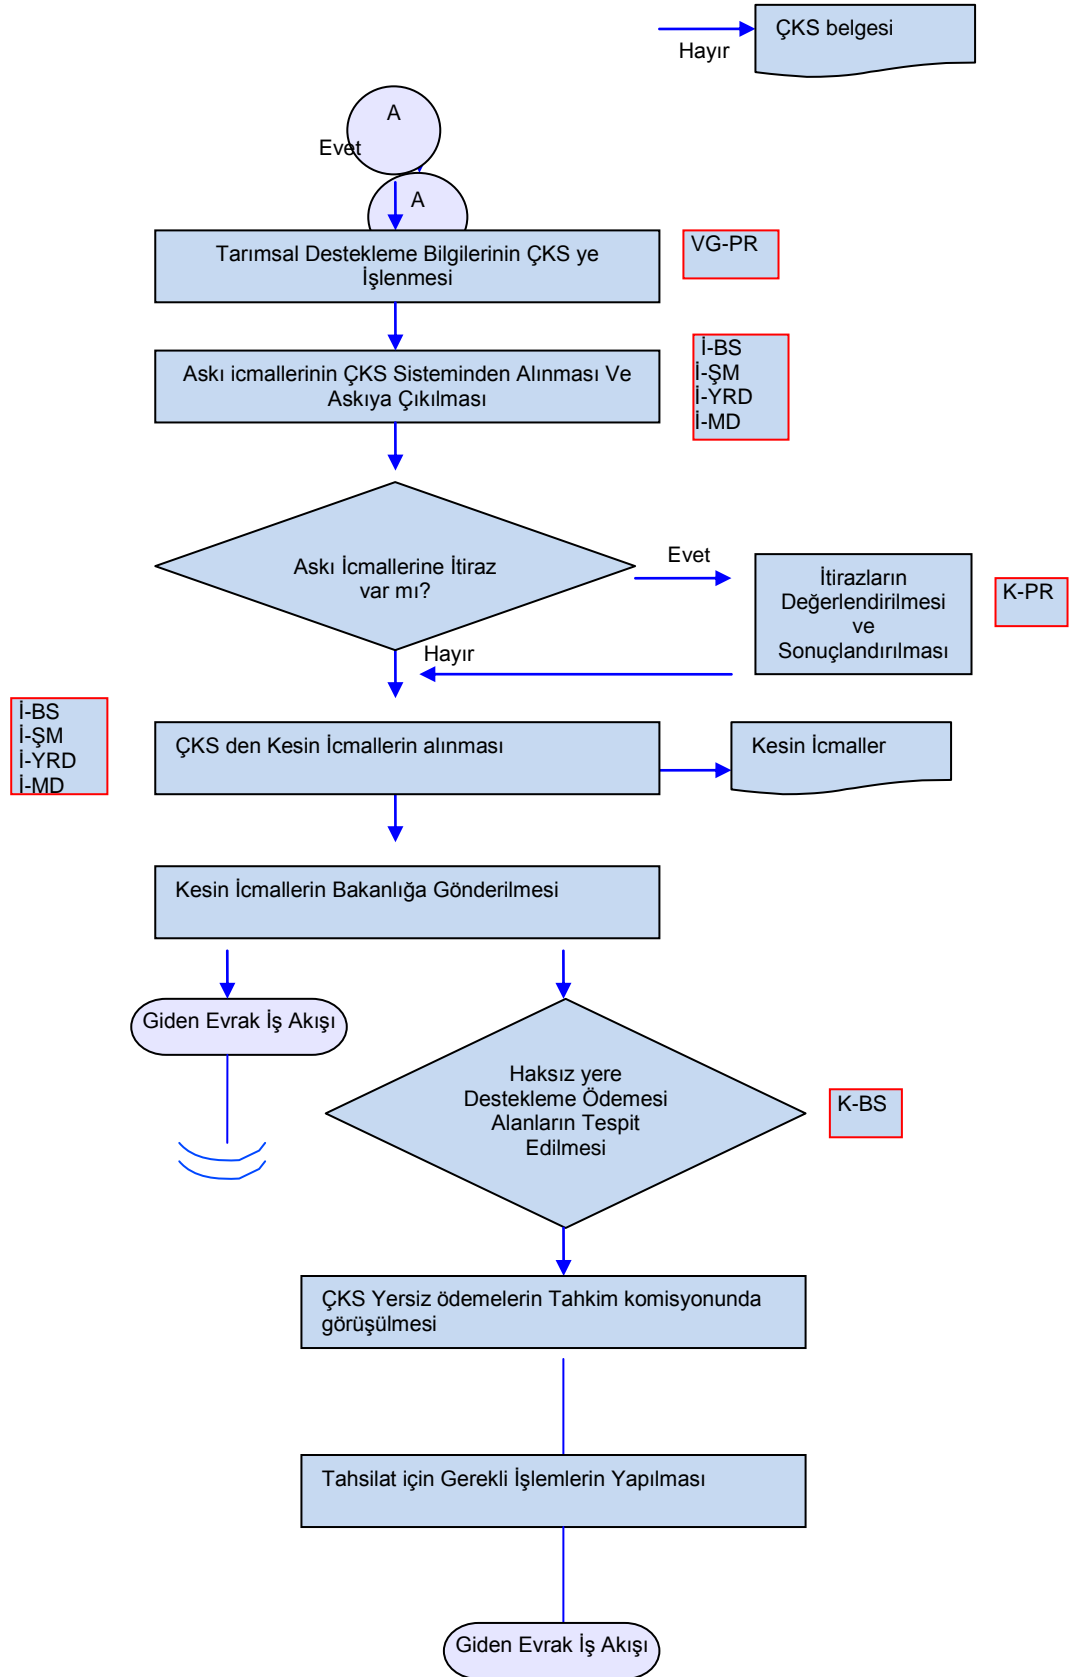 ÇKS belgesi
Hayır
A
Evet
A
Tarımsal Destekleme Bilgilerinin ÇKS ye
İşlenmesi
VG-PR
Askı icmallerinin ÇKS Sisteminden Alınması Ve
Askıya Çıkılması
İ-BS
İ-ŞM
İ-YRD
İ-MD
Askı İcmallerine İtiraz
var mı?
Evet
İtirazların
Değerlendirilmesi
ve
Sonuçlandırılması
K-PR
Hayır
İ-BS
İ-ŞM
İ-YRD
İ-MD
ÇKS den Kesin İcmallerin alınması
Kesin İcmaller
Kesin İcmallerin Bakanlığa Gönderilmesi
Giden Evrak İş Akışı
Haksız yere
Destekleme Ödemesi
Alanların Tespit
Edilmesi
K-BS
ÇKS Yersiz ödemelerin Tahkim komisyonunda
görüşülmesi
Tahsilat için Gerekli İşlemlerin Yapılması
Giden Evrak İş Akışı